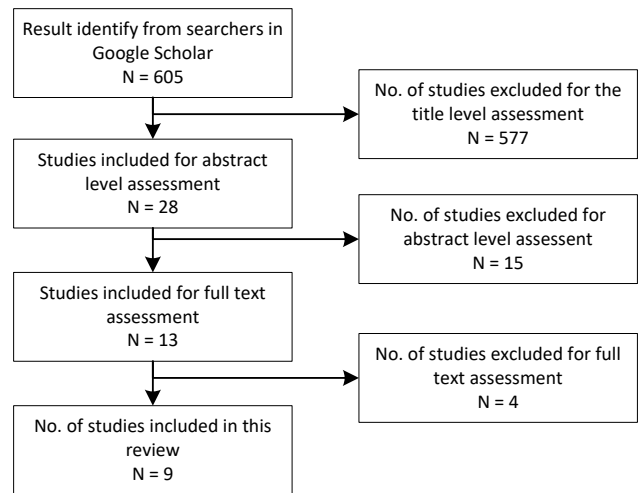 Result identify from searchers in
Google Scholar
N = 605
No. of studies excluded for the
title level assessment
N = 577
Studies included for abstract
level assessment
N = 28
No. of studies excluded for
abstract level assessent
N = 15
Studies included for full text
assessment
N = 13
No. of studies excluded for full
text assessment
N = 4
No. of studies included in this
review
N = 9